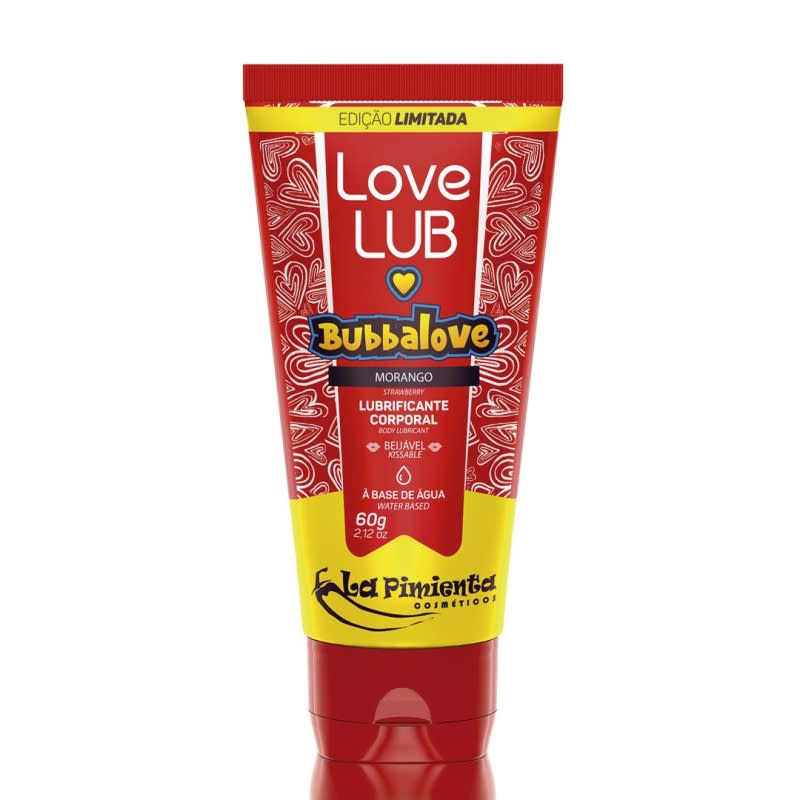 EDIÇÃO LIMITADA
Love
LUB
Bubbalove
MORANGO
STRAWBERRY
LUBRIFICANTE
CORPORAL
BODY LUBRICANT
BEIJÁVEL
KISSABLE
À BASE DE ÁGUA
WATER BASED
60g
2,12 oz
La Pimienta
COSMÉTICOS